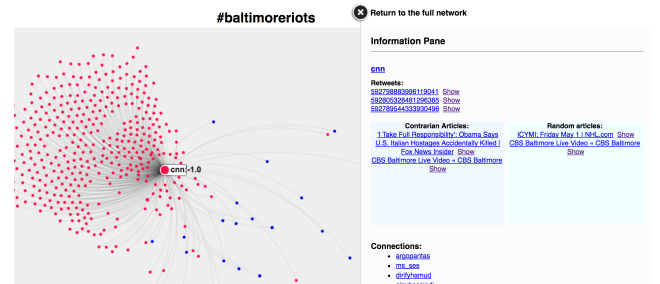 #baltimoreriots
Return to the full network
Information Pane
cnn
Retweets:
592798883996119041 Show
592805328481296385 Show
592789544333930496 Show
Contrarian Articles:
'I Take Full Responsibility': Obama Says
U.S. Italian Hostages Accidentally Killed |
Fox News Insider Show
CBS Baltimore Live Video « CBS Baltimore
Show
Random articles:
ICYMI: Friday May 1 | NHL.com Show
CBS Baltimore Live Video « CBS Baltimore
Show
cnn|-1.0
Connections:
argopantas
ms_ses
dirifyhamud